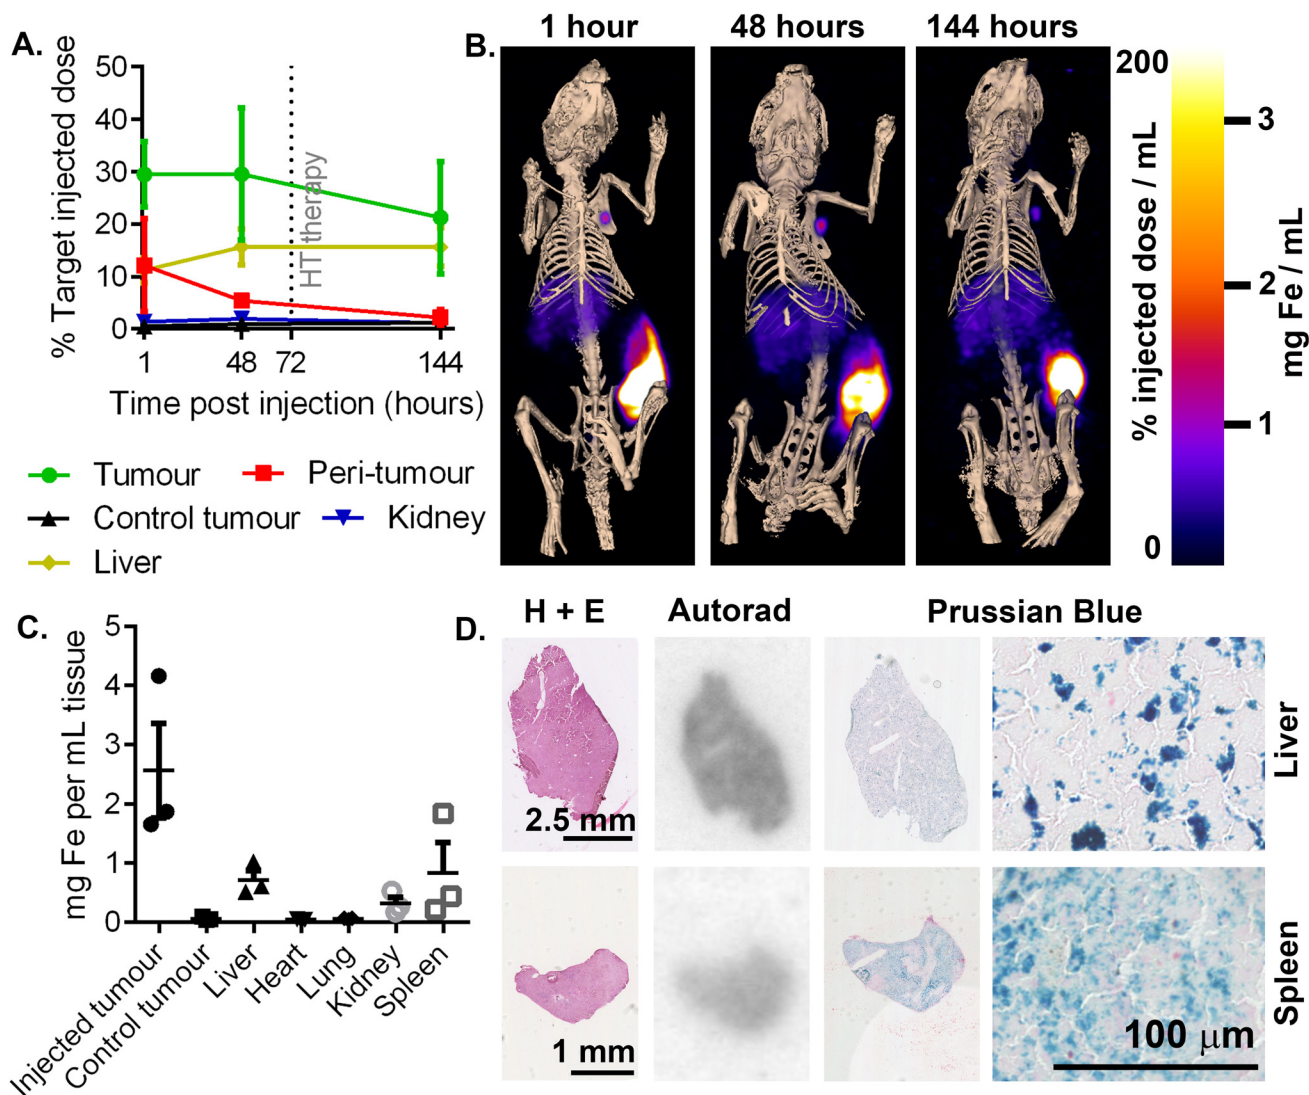 A.
% Target injected dose
50
40
30
20
10
0
HT therapy
1
48
72
144
Time post injection (hours)
Tumour
Peri-tumour
Control tumour
Kidney
Liver
B.
1 hour
48 hours
144 hours
200
0
% injected dose / mL
3
2
1
mg Fe / mL
C.
mg Fe per mL tissue
5
4
3
2
1
0
Injected tumour
Control tumour
Liver
Heart
Lung
Kidney
Spleen
D.
H + E
Autorad
Prussian Blue
2.5 mm
Liver
1 mm
100 μm
Spleen